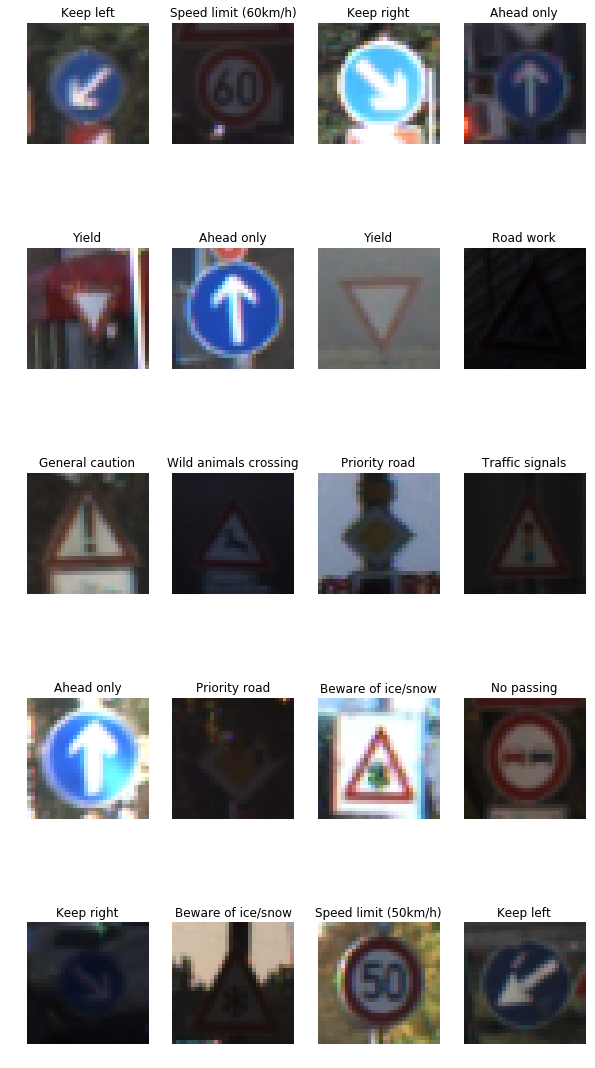 Keep left
Speed limit (60km/h)
Keep right
Ahead only
60
Yield
Ahead only
Yield
Road work
General caution
Wild animals crossing
Priority road
Traffic signals
Ahead only
Priority road
Beware of ice/snow
No passing
Keep right
Beware of ice/snow
Speed limit (50km/h)
Keep left
50